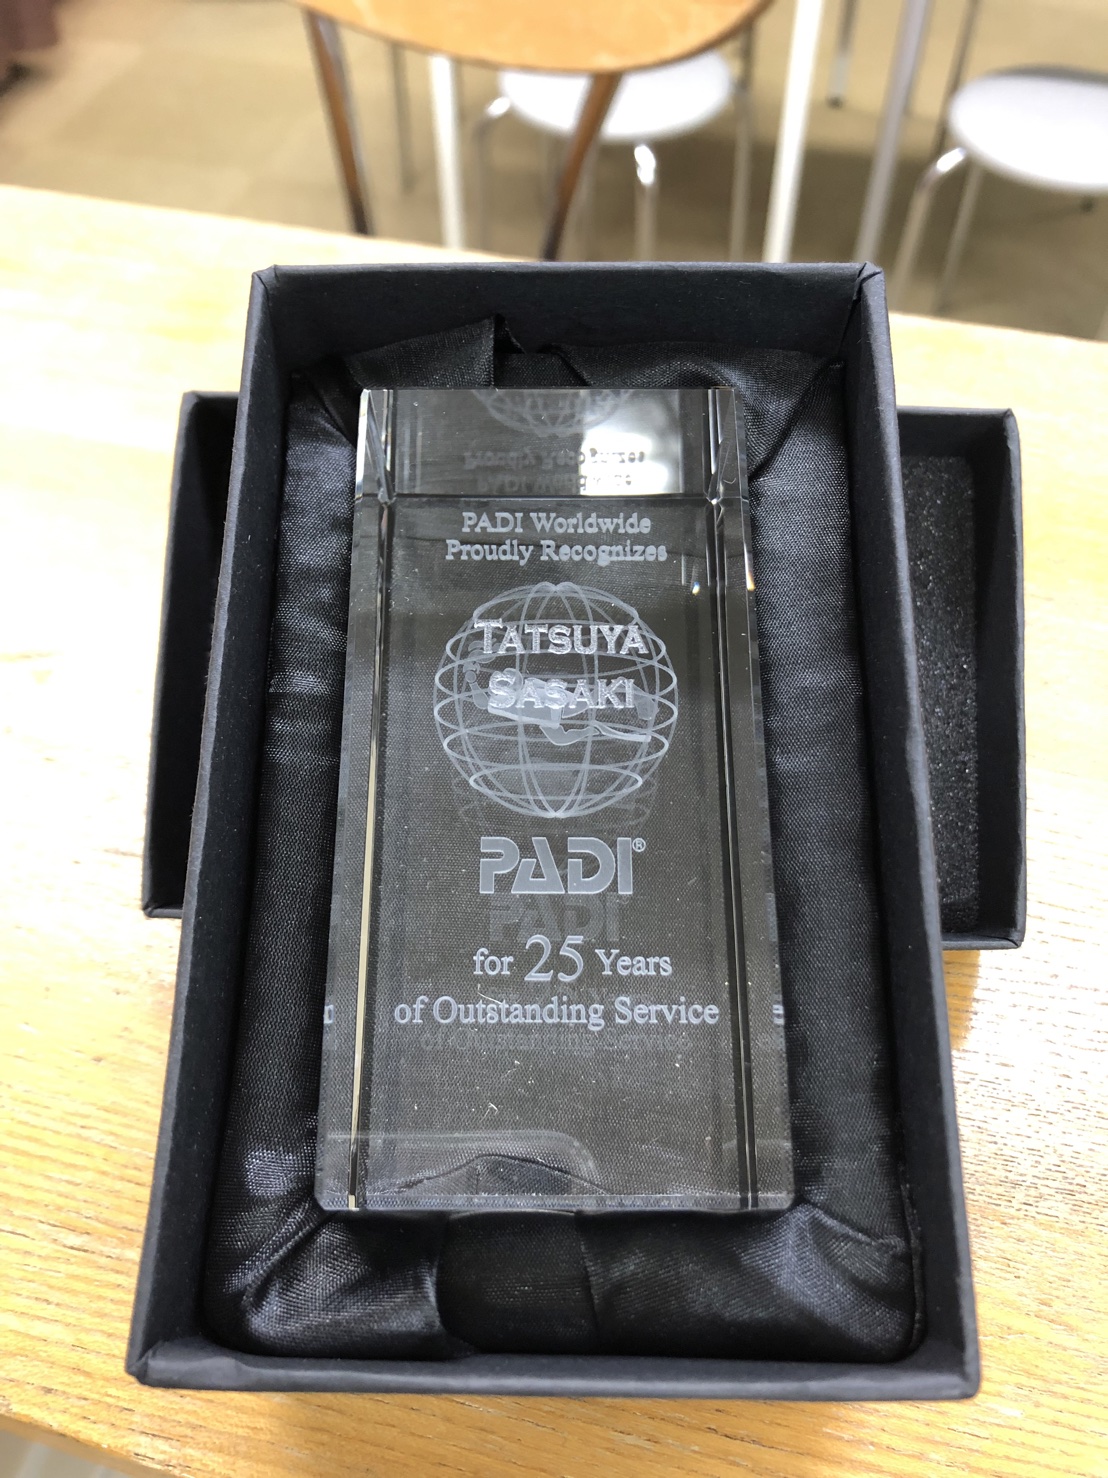 PADI Worldwide
Proudly Recognizes
TATSUYA
SASAKI
PADI®
for 25 Years
of Outstanding Service